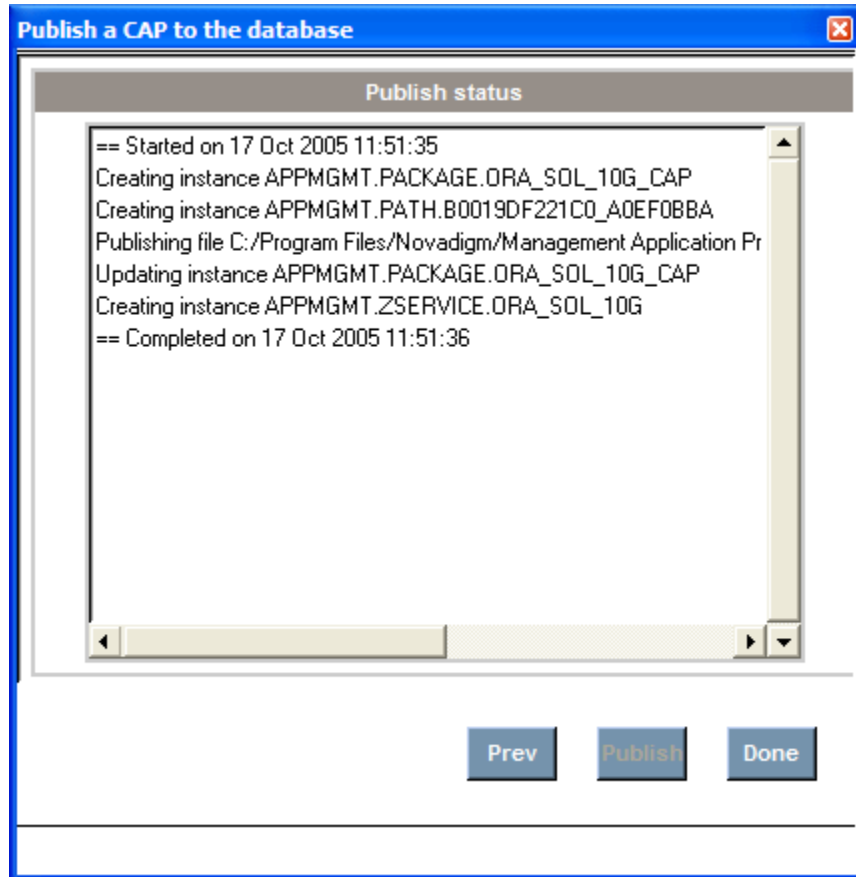 Publish a CAP to the database
Publish status
== Started on 17 Oct 2005 11:51:35
Creating instance APPMGMT.PACKAGE.ORA_SOL_10G_CAP
Creating instance APPMGMT.PATH.B0019DF221C0_A0EF0BBA
Publishing file C:/Program Files/Novadigm/Management Application Pr
Updating instance APPMGMT.PACKAGE.ORA_SOL_10G_CAP
Creating instance APPMGMT.ZSERVICE.ORA_SOL_10G
== Completed on 17 Oct 2005 11:51:36
Prev Publish Done